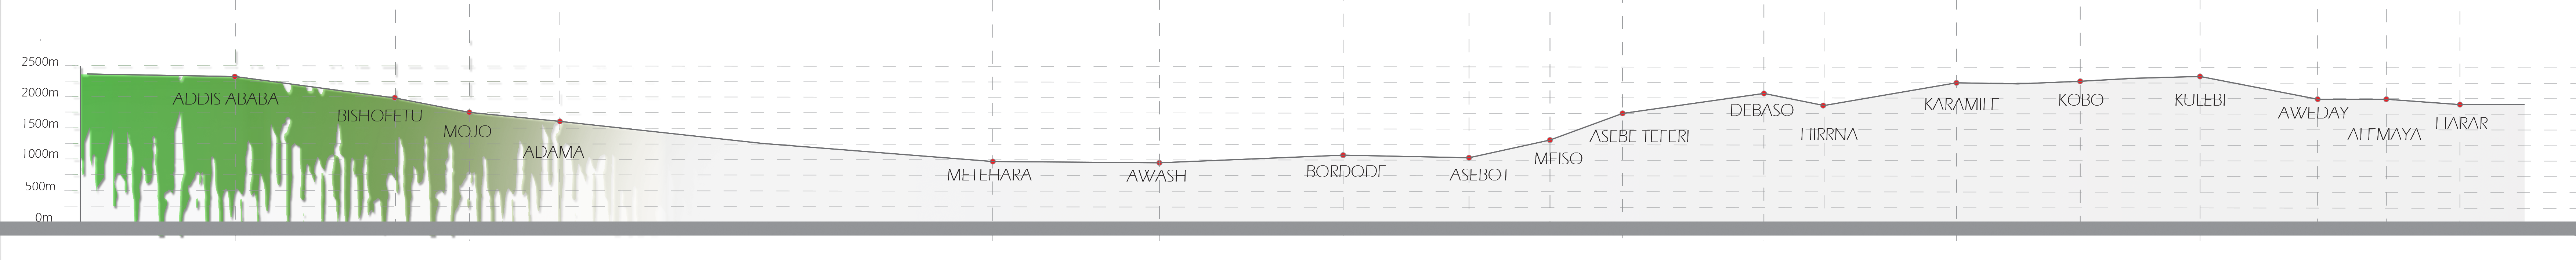 2500m
2000m
1500m
1000m
500m
0m
ADDIS ABABA
BISHOFETU
MOJO
ADAMA
METEHARA
AWASH
BORDODE
ASEBOT
MEISO
ASEBE TEFERI
DEBASO
HIRRNA
KARAMILE
KOBO
KULEBI
AWEDAY
ALEMAYA
HARAR